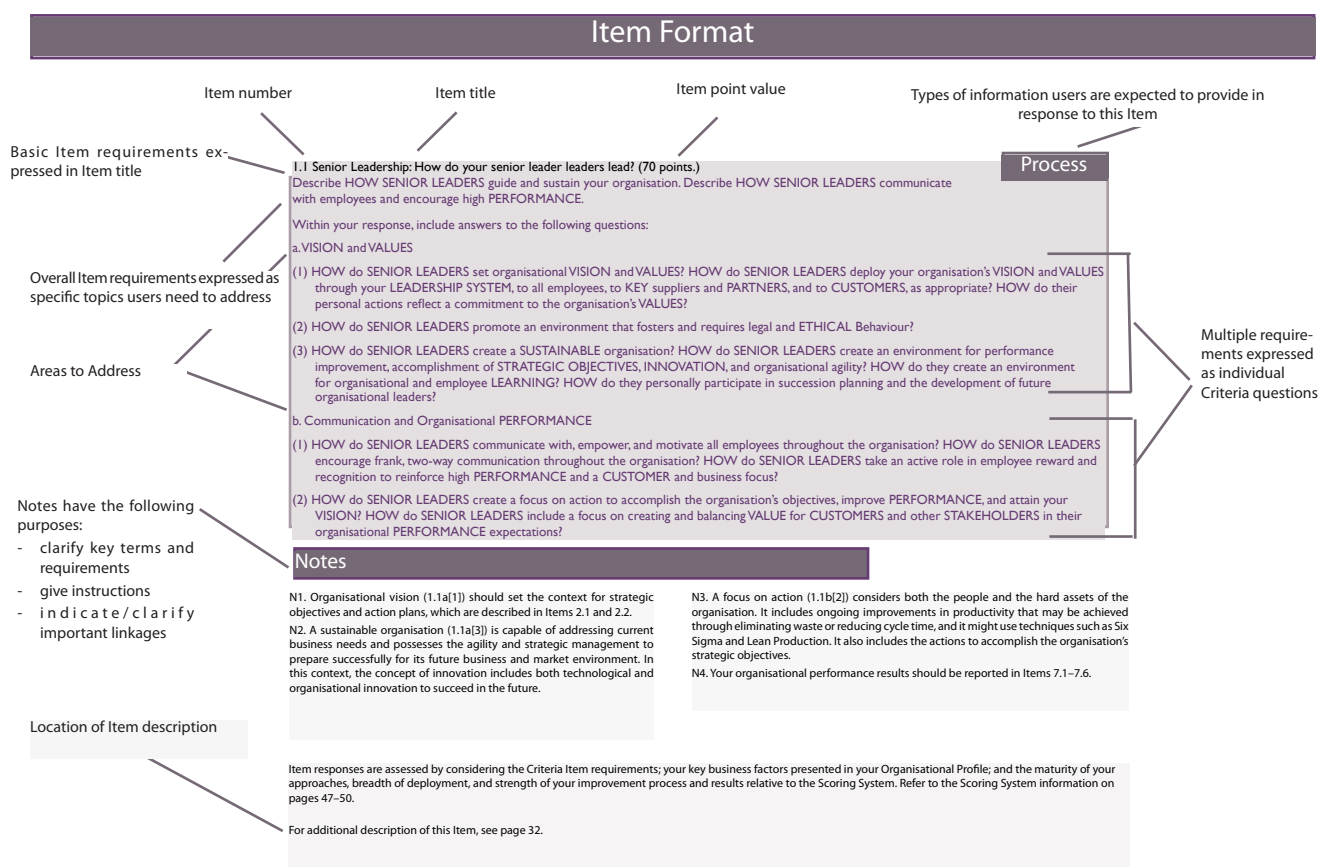 Item Format
Item number
Item title
Item point value
Types of information users are expected to provide in
response to this Item
Basic Item requirements ex-
pressed in Item title
1.1 Senior Leadership: How do your senior leader leaders lead? (70 points.)
Process
Describe HOW SENIOR LEADERS guide and sustain your organisation. Describe HOW SENIOR LEADERS communicate
with employees and encourage high PERFORMANCE.
Within your response, include answers to the following questions:
a. VISION and VALUES
Overall Item requirements expressed as
specific topics users need to address
(1) HOW do SENIOR LEADERS set organisational VISION and VALUES? HOW do SENIOR LEADERS deploy your organisation's VISION and VALUES
through your LEADERSHIP SYSTEM, to all employees, to KEY suppliers and PARTNERS, and to CUSTOMERS, as appropriate? HOW do their
personal actions reflect a commitment to the organisation's VALUES?
(2) HOW do SENIOR LEADERS promote an environment that fosters and requires legal and ETHICAL Behaviour?
Areas to Address
(3) HOW do SENIOR LEADERS create a SUSTAINABLE organisation? HOW do SENIOR LEADERS create an environment for performance
improvement, accomplishment of STRATEGIC OBJECTIVES, INNOVATION, and organisational agility? HOW do they create an environment
for organisational and employee LEARNING? HOW do they personally participate in succession planning and the development of future
organisational leaders?
Multiple require-
ments expressed
as individual
Criteria questions
b. Communication and Organisational PERFORMANCE
(1) HOW do SENIOR LEADERS communicate with, empower, and motivate all employees throughout the organisation? HOW do SENIOR LEADERS
encourage frank, two-way communication throughout the organisation? HOW do SENIOR LEADERS take an active role in employee reward and
recognition to reinforce high PERFORMANCE and a CUSTOMER and business focus?
(2) HOW do SENIOR LEADERS create a focus on action to accomplish the organisation's objectives, improve PERFORMANCE, and attain your
VISION? HOW do SENIOR LEADERS include a focus on creating and balancing VALUE for CUSTOMERS and other STAKEHOLDERS in their
organisational PERFORMANCE expectations?
Notes have the following
purposes:
- clarify key terms and
requirements
- give instructions
- indicate/clarify
important linkages
Notes
N1. Organisational vision (1.1a[1]) should set the context for strategic
objectives and action plans, which are described in Items 2.1 and 2.2.
N2. A sustainable organisation (1.1a[3]) is capable of addressing current
business needs and possesses the agility and strategic management to
prepare successfully for its future business and market environment. In
this context, the concept of innovation includes both technological and
organisational innovation to succeed in the future.
N3. A focus on action (1.1b[2]) considers both the people and the hard assets of the
organisation. It includes ongoing improvements in productivity that may be achieved
through eliminating waste or reducing cycle time, and it might use techniques such as Six
Sigma and Lean Production. It also includes the actions to accomplish the organisation's
strategic objectives.
N4. Your organisational performance results should be reported in Items 7.1–7.6.
Location of Item description
Item responses are assessed by considering the Criteria Item requirements; your key business factors presented in your Organisational Profile; and the maturity of your
approaches, breadth of deployment, and strength of your improvement process and results relative to the Scoring System. Refer to the Scoring System information on
pages 47–50.
For additional description of this Item, see page 32.